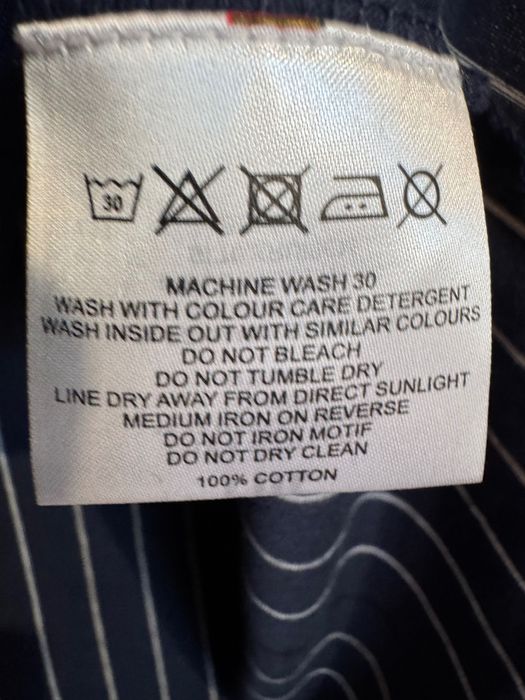 30
MACHINE WASH 30
WASH WITH COLOUR CARE DETERGENT
WASH INSIDE OUT WITH SIMILAR COLOURS
DO NOT BLEACH
DO NOT TUMBLE DRY
LINE DRY AWAY FROM DIRECT SUNLIGHT
MEDIUM IRON ON REVERSE
DO NOT IRON MOTIF
DO NOT DRY CLEAN
100% COTTON